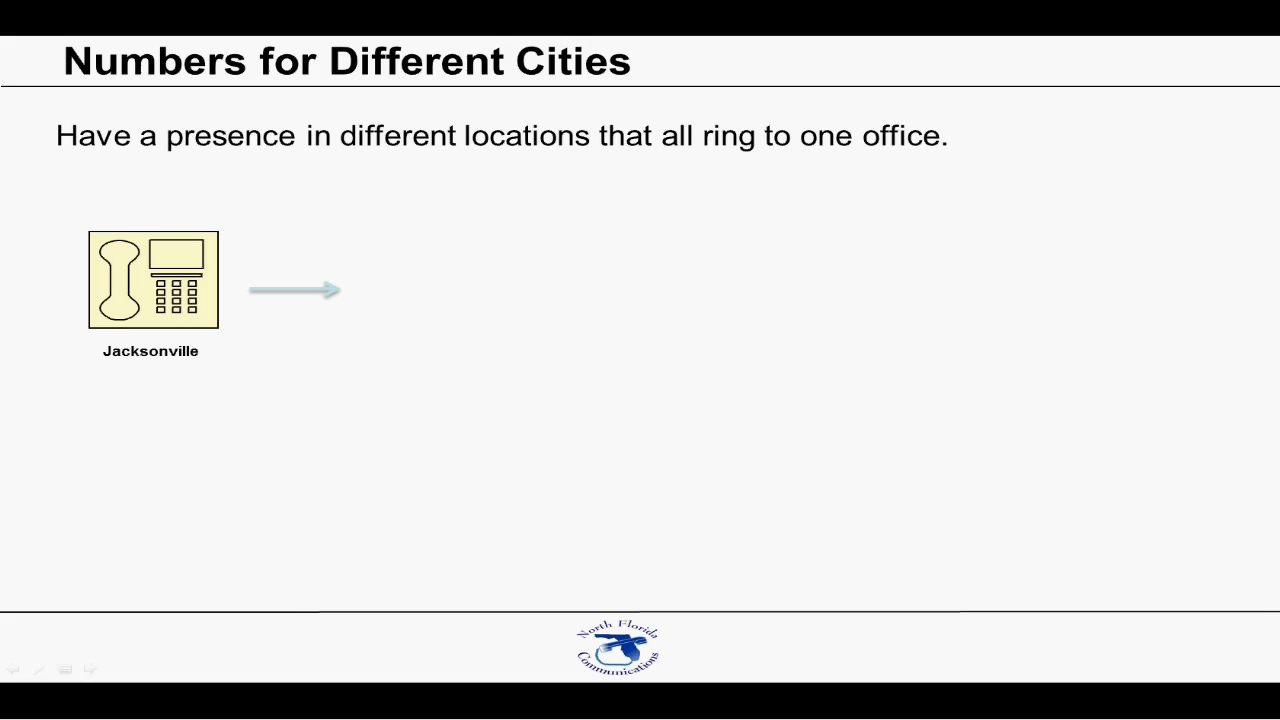 Numbers for Different Cities
Have a presence in different locations that all ring to one office.
Jacksonville
North Florida
Communications